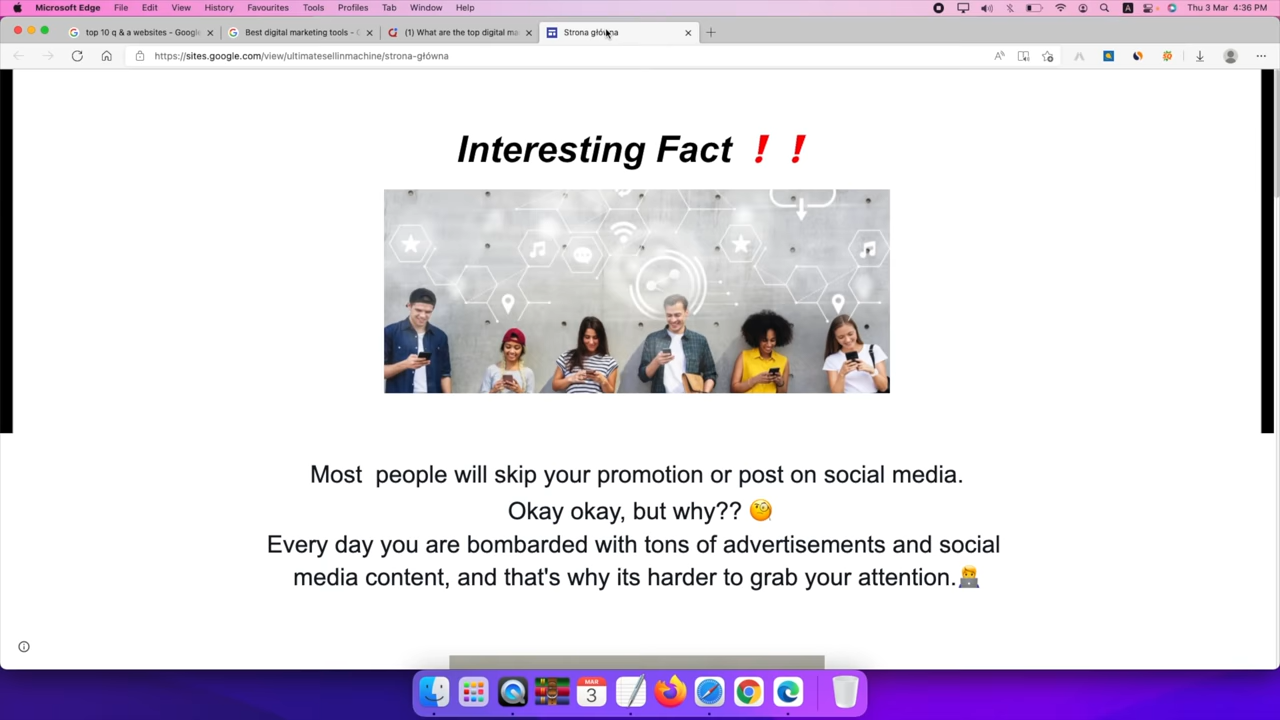 Microsoft Edge File Edit View History Favourites Tools Profiles Tab Window Help A Thu 3 Mar 4:36 PM
top 10 q & a websites - Google Best digital marketing tools - (1) What are the top digital ma Strona główna
https://sites.google.com/view/ultimatesellinmachine/strona-główna
Interesting Fact ❗❗
Most people will skip your promotion or post on social media.
Okay okay, but why?? 🧐
Every day you are bombarded with tons of advertisements and social
media content, and that's why its harder to grab your attention.🧑‍💻
MAR
3